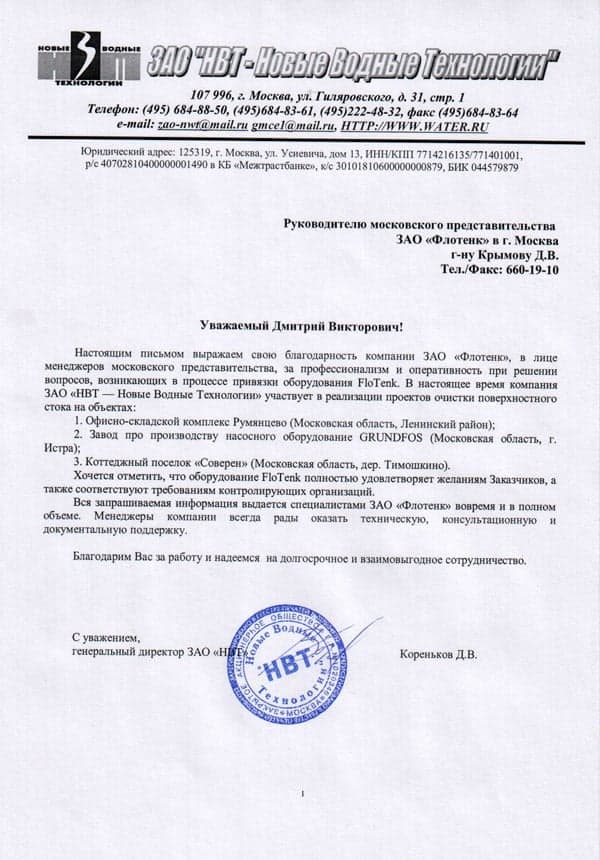 НОВЫЕ ВОДНЫЕ
ТЕХНОЛОГИИ
ЗАО "НВТ - Новые Водные Технологии"
107 996, г. Москва, ул. Гиляровского, д. 31, стр. 1
Телефон: (495) 684-88-50, (495)684-83-61, (495)222-48-32, факс (495)684-83-64
e-mail: zao-nwt@mail.ru gmce1@mail.ru, HTTP://WWW.WATER.RU
Юридический адрес: 125319, г. Москва, ул. Усиевича, дом 13, ИНН/КПП 7714216135/771401001,
р/с 40702810400000001490 в КБ «Межтрастбанке», к/с 30101810600000000879, БИК 044579879
Руководителю московского представительства
ЗАО «Флотенк» в г. Москва
г-ну Крымову Д.В.
Тел./Факс: 660-19-10
Уважаемый Дмитрий Викторович!
Настоящим письмом выражаем свою благодарность компании ЗАО «Флотенк», в лице
менеджеров московского представительства, за профессионализм и оперативность при решении
вопросов, возникающих в процессе привязки оборудования FloTenk. В настоящее время компания
ЗАО «НВТ — Новые Водные Технологии» участвует в реализации проектов очистки поверхностного
стока на объектах:
1. Офисно-складской комплекс Румянцево (Московская область, Ленинский район);
2. Завод про производству насосного оборудование GRUNDFOS (Московская область, г.
Истра);
3. Коттеджный поселок «Соверен» (Московская область, дер. Тимошкино).
Хочется отметить, что оборудование FloTenk полностью удовлетворяет желаниям Заказчиков, а
также соответствуют требованиям контролирующих организаций.
Вся запрашиваемая информация выдается специалистами ЗАО «Флотенк» вовремя и в полном
объеме. Менеджеры компании всегда рады оказать техническую, консультационную и
документальную поддержку.
Благодарим Вас за работу и надеемся на долгосрочное и взаимовыгодное сотрудничество.
С уважением,
генеральный директор ЗАО «НВТ»
Кореньков Д.В.
Новые Водные
"НВТ"
Технологии
МОСКВА
1